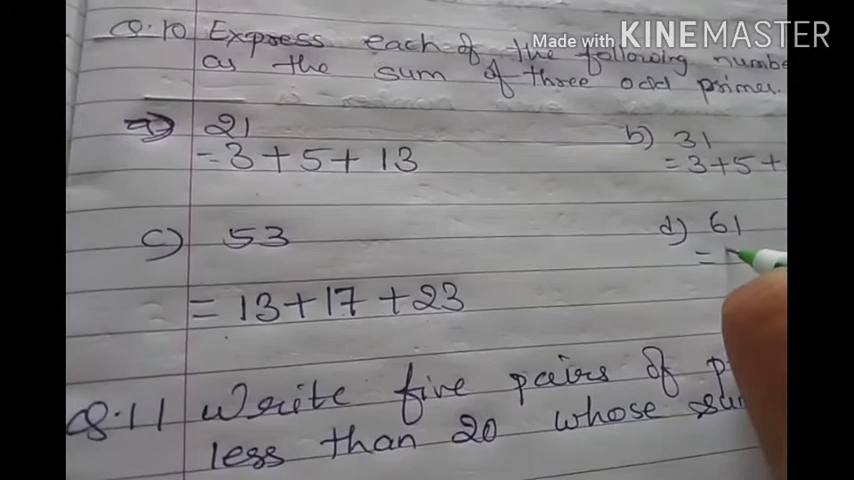 Made with KINEMASTER
Q.10 Express each of the following numbe
as the sum of three odd primes.
a) 21
= 3 + 5 + 13
b) 31
= 3 + 5 +
c) 53
= 13 + 17 + 23
d) 61
=
Q.11 Write five pairs of p
less than 20 whose sum